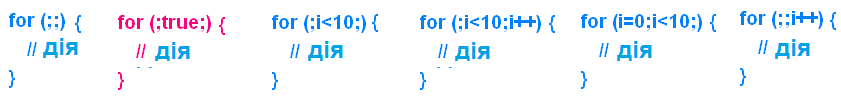 for (;;) {
// дія
}
for (;true;) {
// дія
}
for (;i<10;) {
// дія
}
for (;i<10;i++) {
// дія
}
for (i=0;i<10;) {
// дія
}
for (;;i++) {
// дія
}